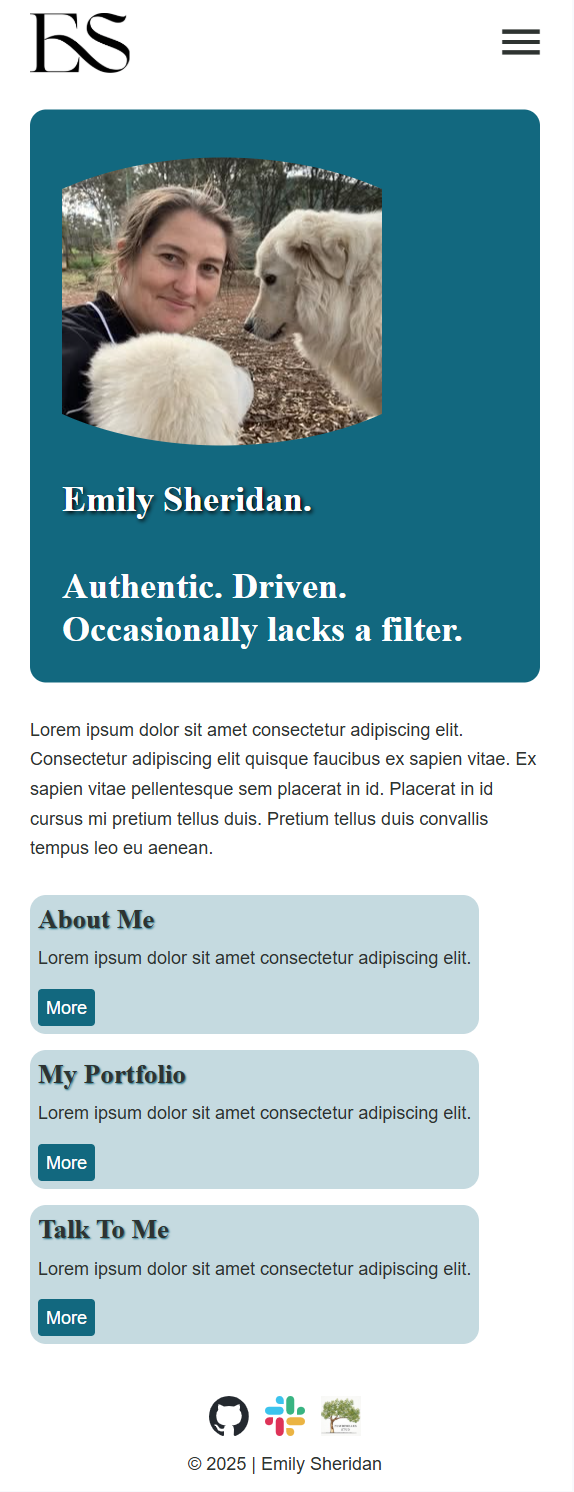 ES
Emily Sheridan.
Authentic. Driven.
Occasionally lacks a filter.
Lorem ipsum dolor sit amet consectetur adipiscing elit.
Consectetur adipiscing elit quisque faucibus ex sapien vitae. Ex
sapien vitae pellentesque sem placerat in id. Placerat in id
cursus mi pretium tellus duis. Pretium tellus duis convallis
tempus leo eu aenean.
About Me
Lorem ipsum dolor sit amet consectetur adipiscing elit.
More
My Portfolio
Lorem ipsum dolor sit amet consectetur adipiscing elit.
More
Talk To Me
Lorem ipsum dolor sit amet consectetur adipiscing elit.
More
© 2025 | Emily Sheridan